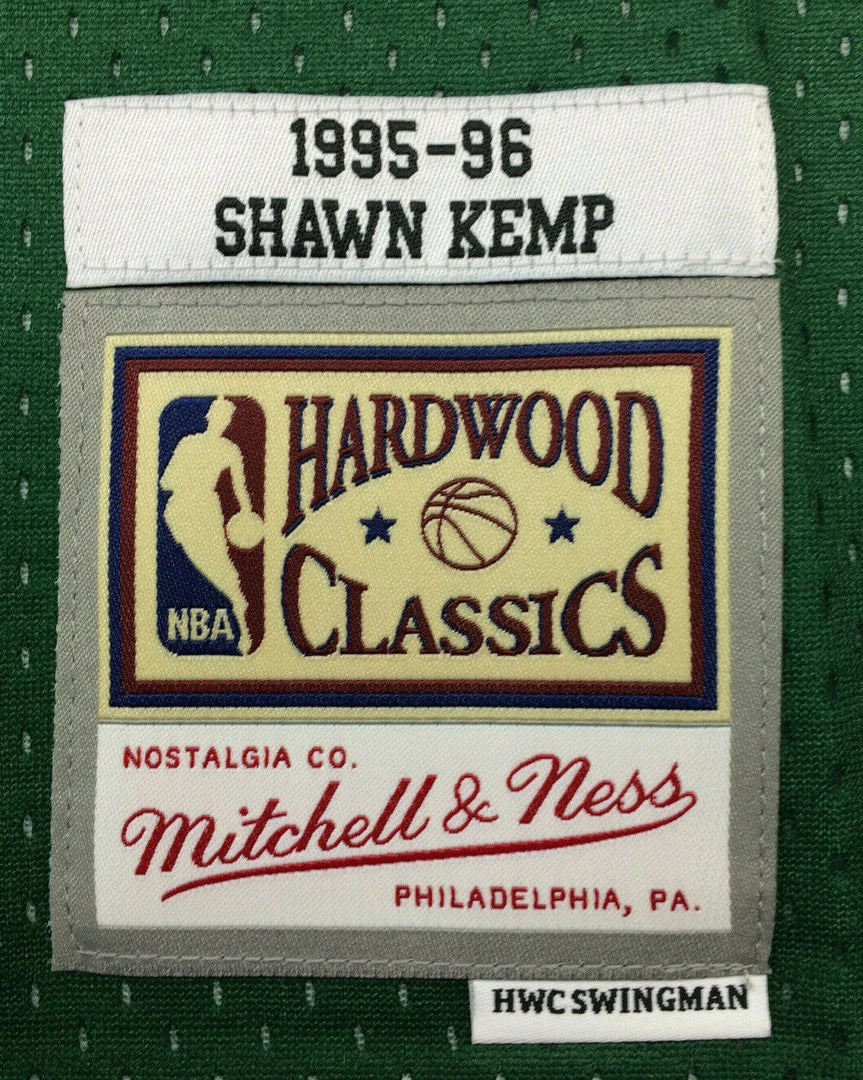 1995-96
SHAWN KEMP
HARDWOOD
CLASSICS
NBA
NOSTALGIA CO.
Mitchell & Ness
PHILADELPHIA, PA.
HWC SWINGMAN